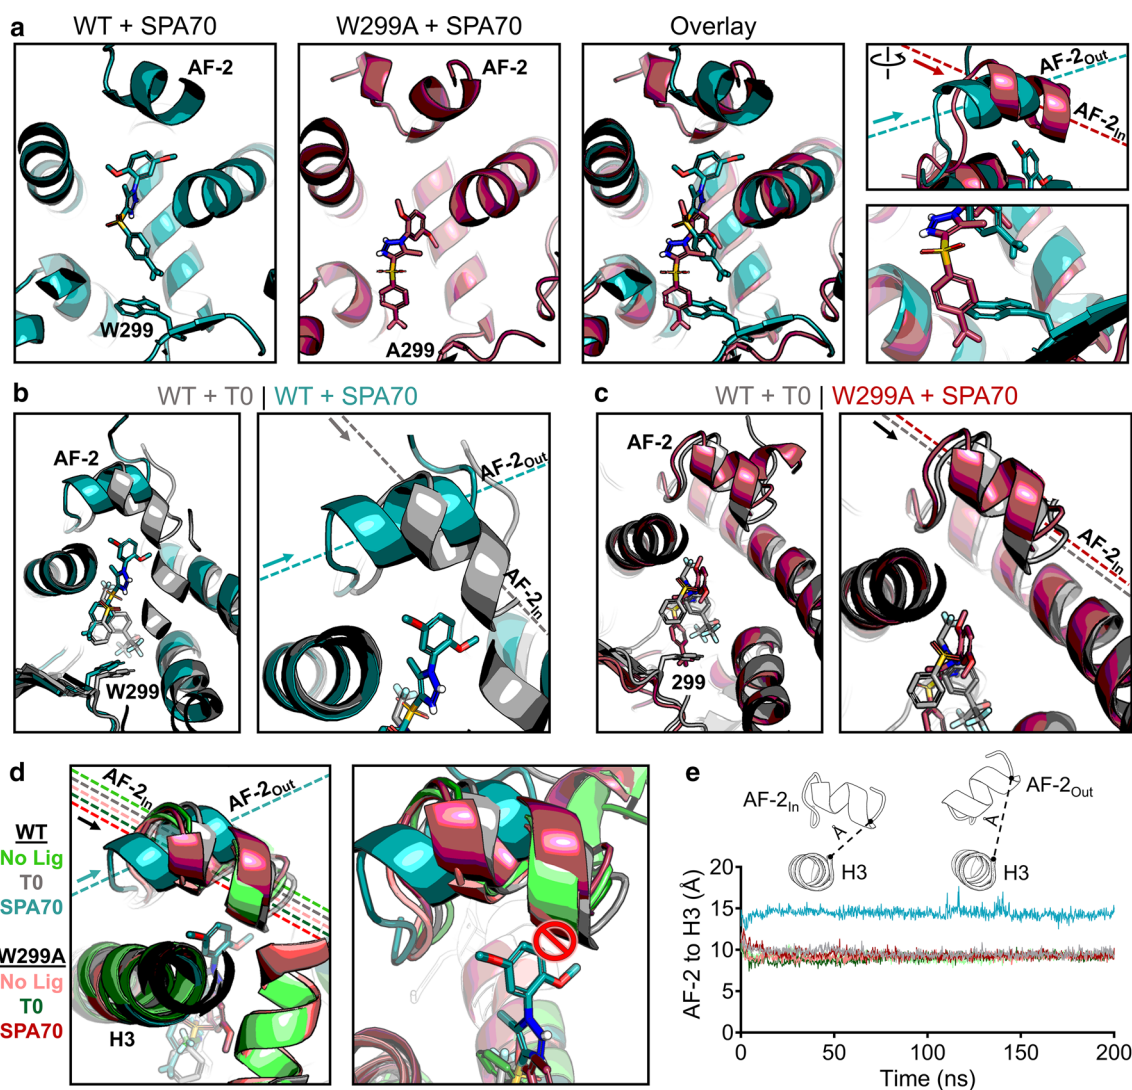 a
WT + SPA70
W299A + SPA70
Overlay
AF-2
W299
AF-2
A299
AF-2Out
AF-2In
b
WT + T0 | WT + SPA70
AF-2
W299
AF-2Out
AF-2In
c
WT + T0 | W299A + SPA70
AF-2
299
AF-2In
d
AF-2In
AF-2Out
WT
No Lig
T0
SPA70
W299A
No Lig
T0
SPA70
H3
e
AF-2In
Å
H3
AF-2Out
Å
H3
AF-2 to H3 (Å)
20
15
10
5
0
0
50
100
150
200
Time (ns)